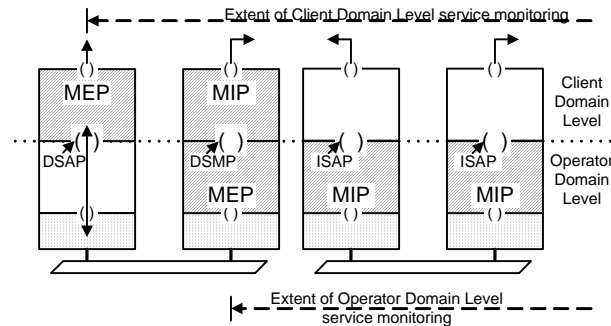 Extent of Client Domain Level service monitoring
( ) ( ) ( ) ( )
MEP MIP
Client
Domain
Level
( ) ( ) ( ) ( )
DSAP DSMP ISAP ISAP
Operator
Domain
Level
MEP MIP MIP
( ) ( ) ( ) ( )
Extent of Operator Domain Level
service monitoring